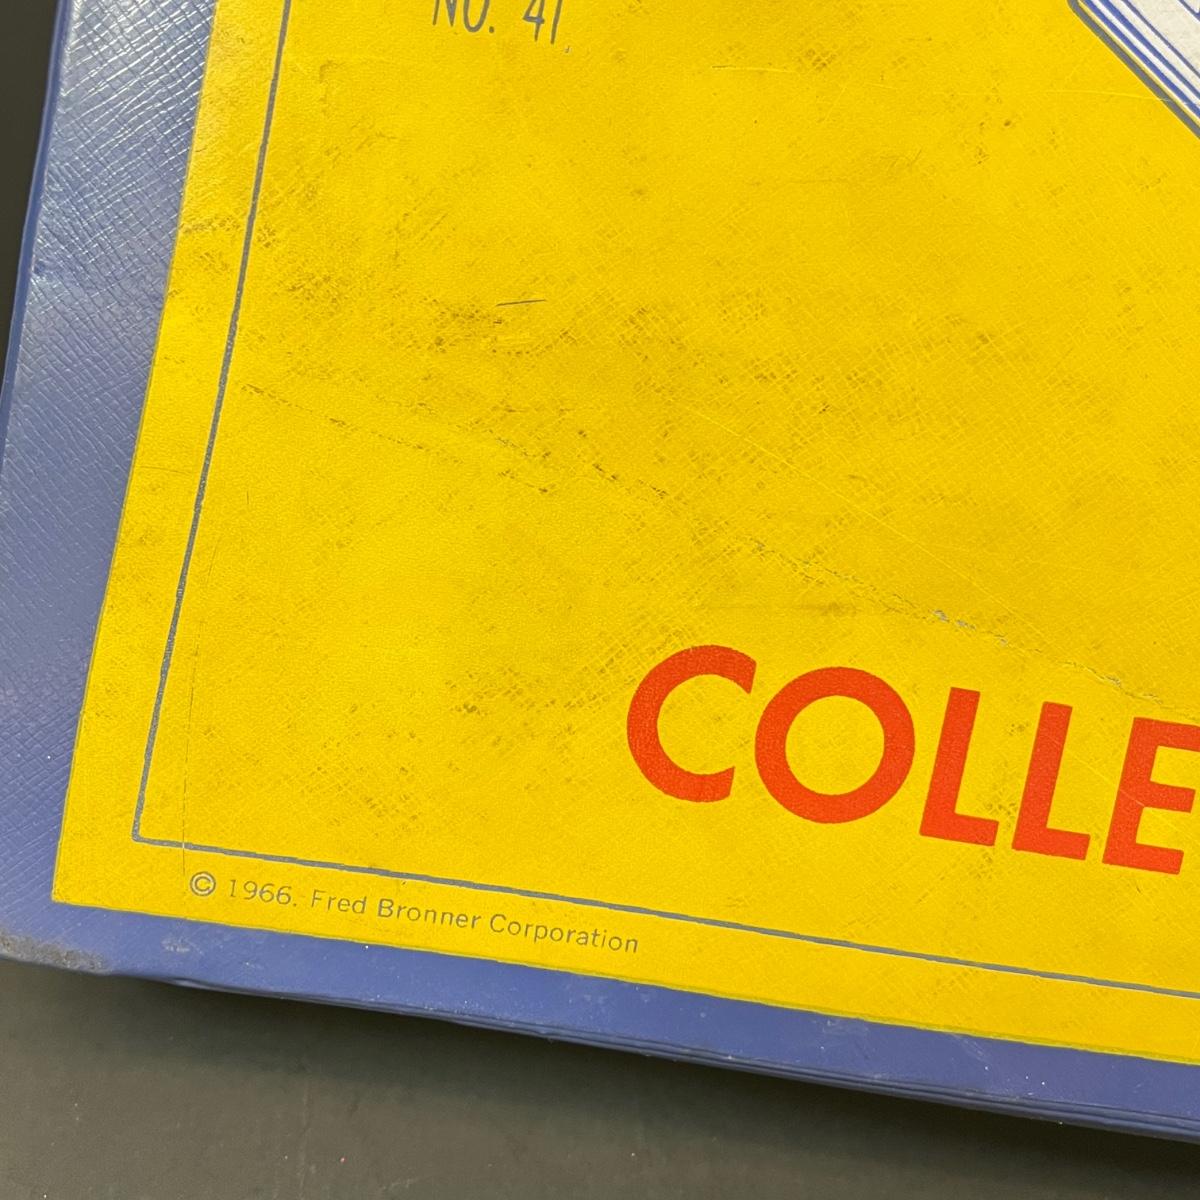 NO. 41
COLLE
© 1966. Fred Bronner Corporation